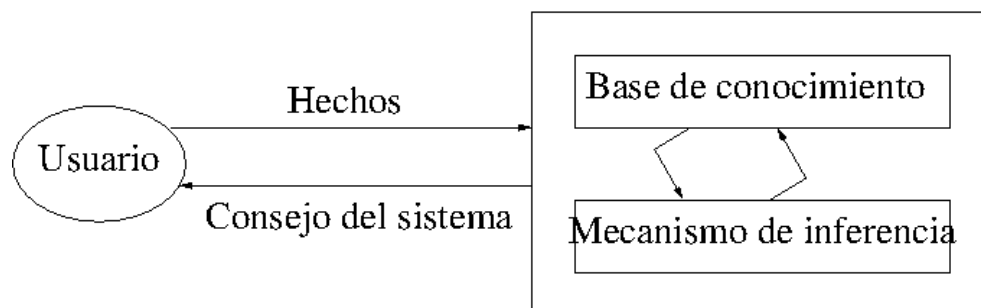 Base de conocimiento
Hechos
Usuario
Consejo del sistema
Mecanismo de inferencia